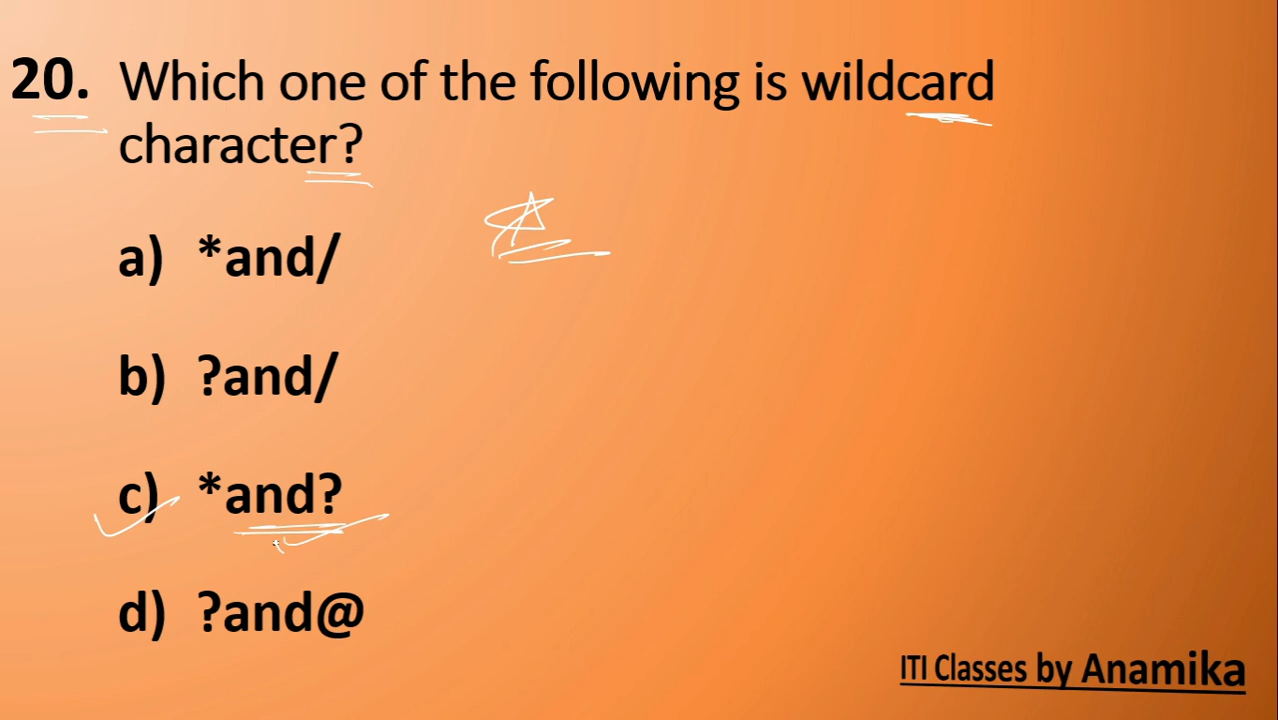 20. Which one of the following is wildcard
character?
a) *and/
b) ?and/
c) *and?
d) ?and@
ITI Classes by Anamika